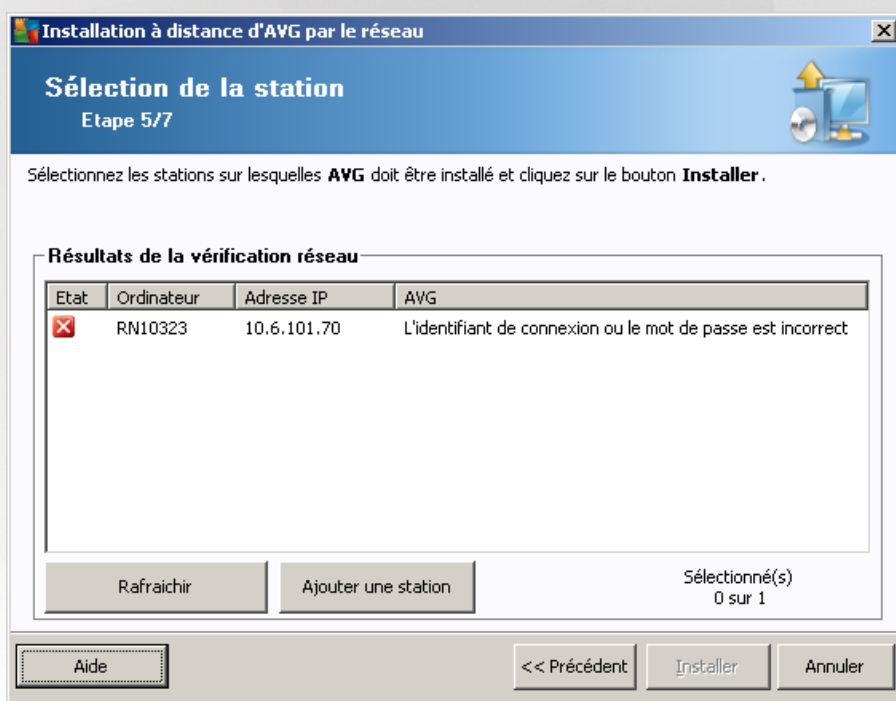 Installation à distance d'AVG par le réseau
Sélection de la station
Etape 5/7
Sélectionnez les stations sur lesquelles AVG doit être installé et cliquez sur le bouton Installer.
Résultats de la vérification réseau
Etat Ordinateur Adresse IP AVG
RN10323 10.6.101.70 L'identifiant de connexion ou le mot de passe est incorrect
Rafraichir Ajouter une station Sélectionné(s)
0 sur 1
Aide << Précédent Installer Annuler